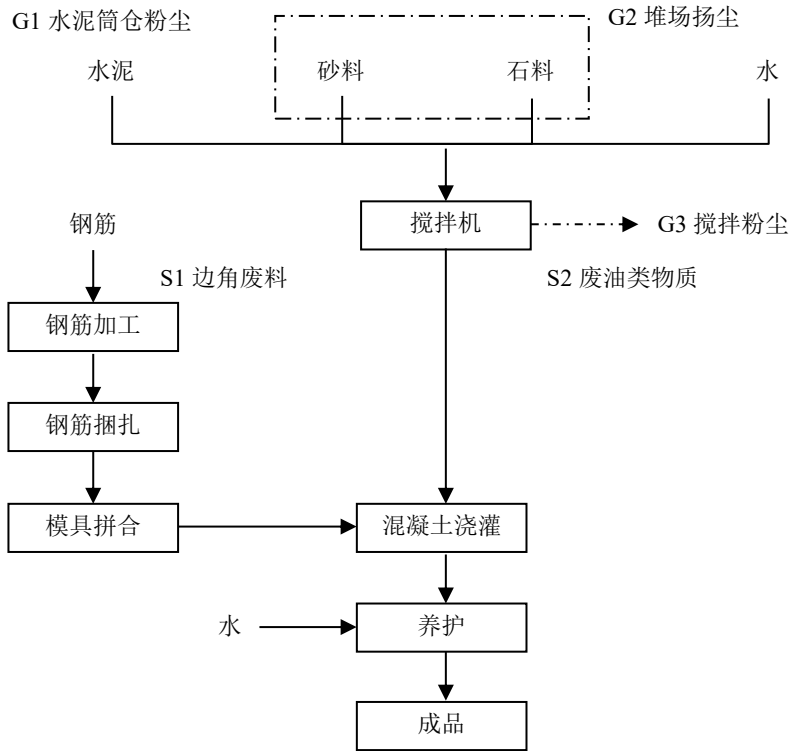 G1 水泥筒仓粉尘
G2 堆场扬尘
水泥
砂料
石料
水
钢筋
搅拌机
G3 搅拌粉尘
S1 边角废料
S2 废油类物质
钢筋加工
钢筋捆扎
模具拼合
混凝土浇灌
水
养护
成品